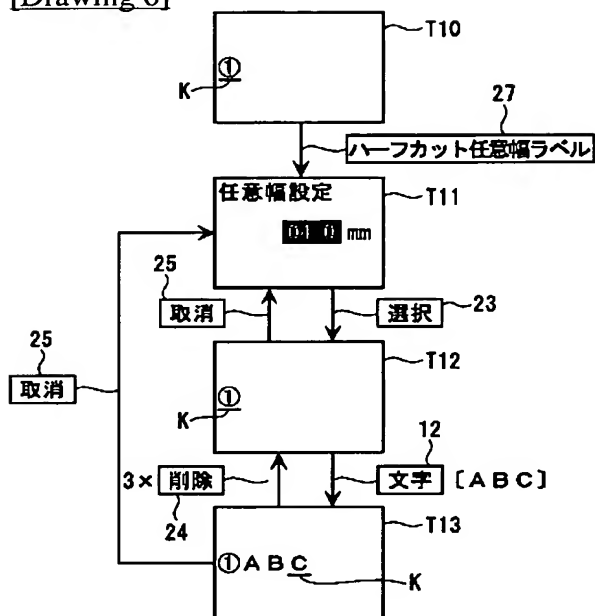 [Drawing 6]
T10
①
K
27
ハーフカット任意幅ラベル
任意幅設定
T11
010 mm
25
取消
選択
23
25
取消
T12
①
K
12
3× 削除
文字 [ABC]
24
T13
①ABC
K